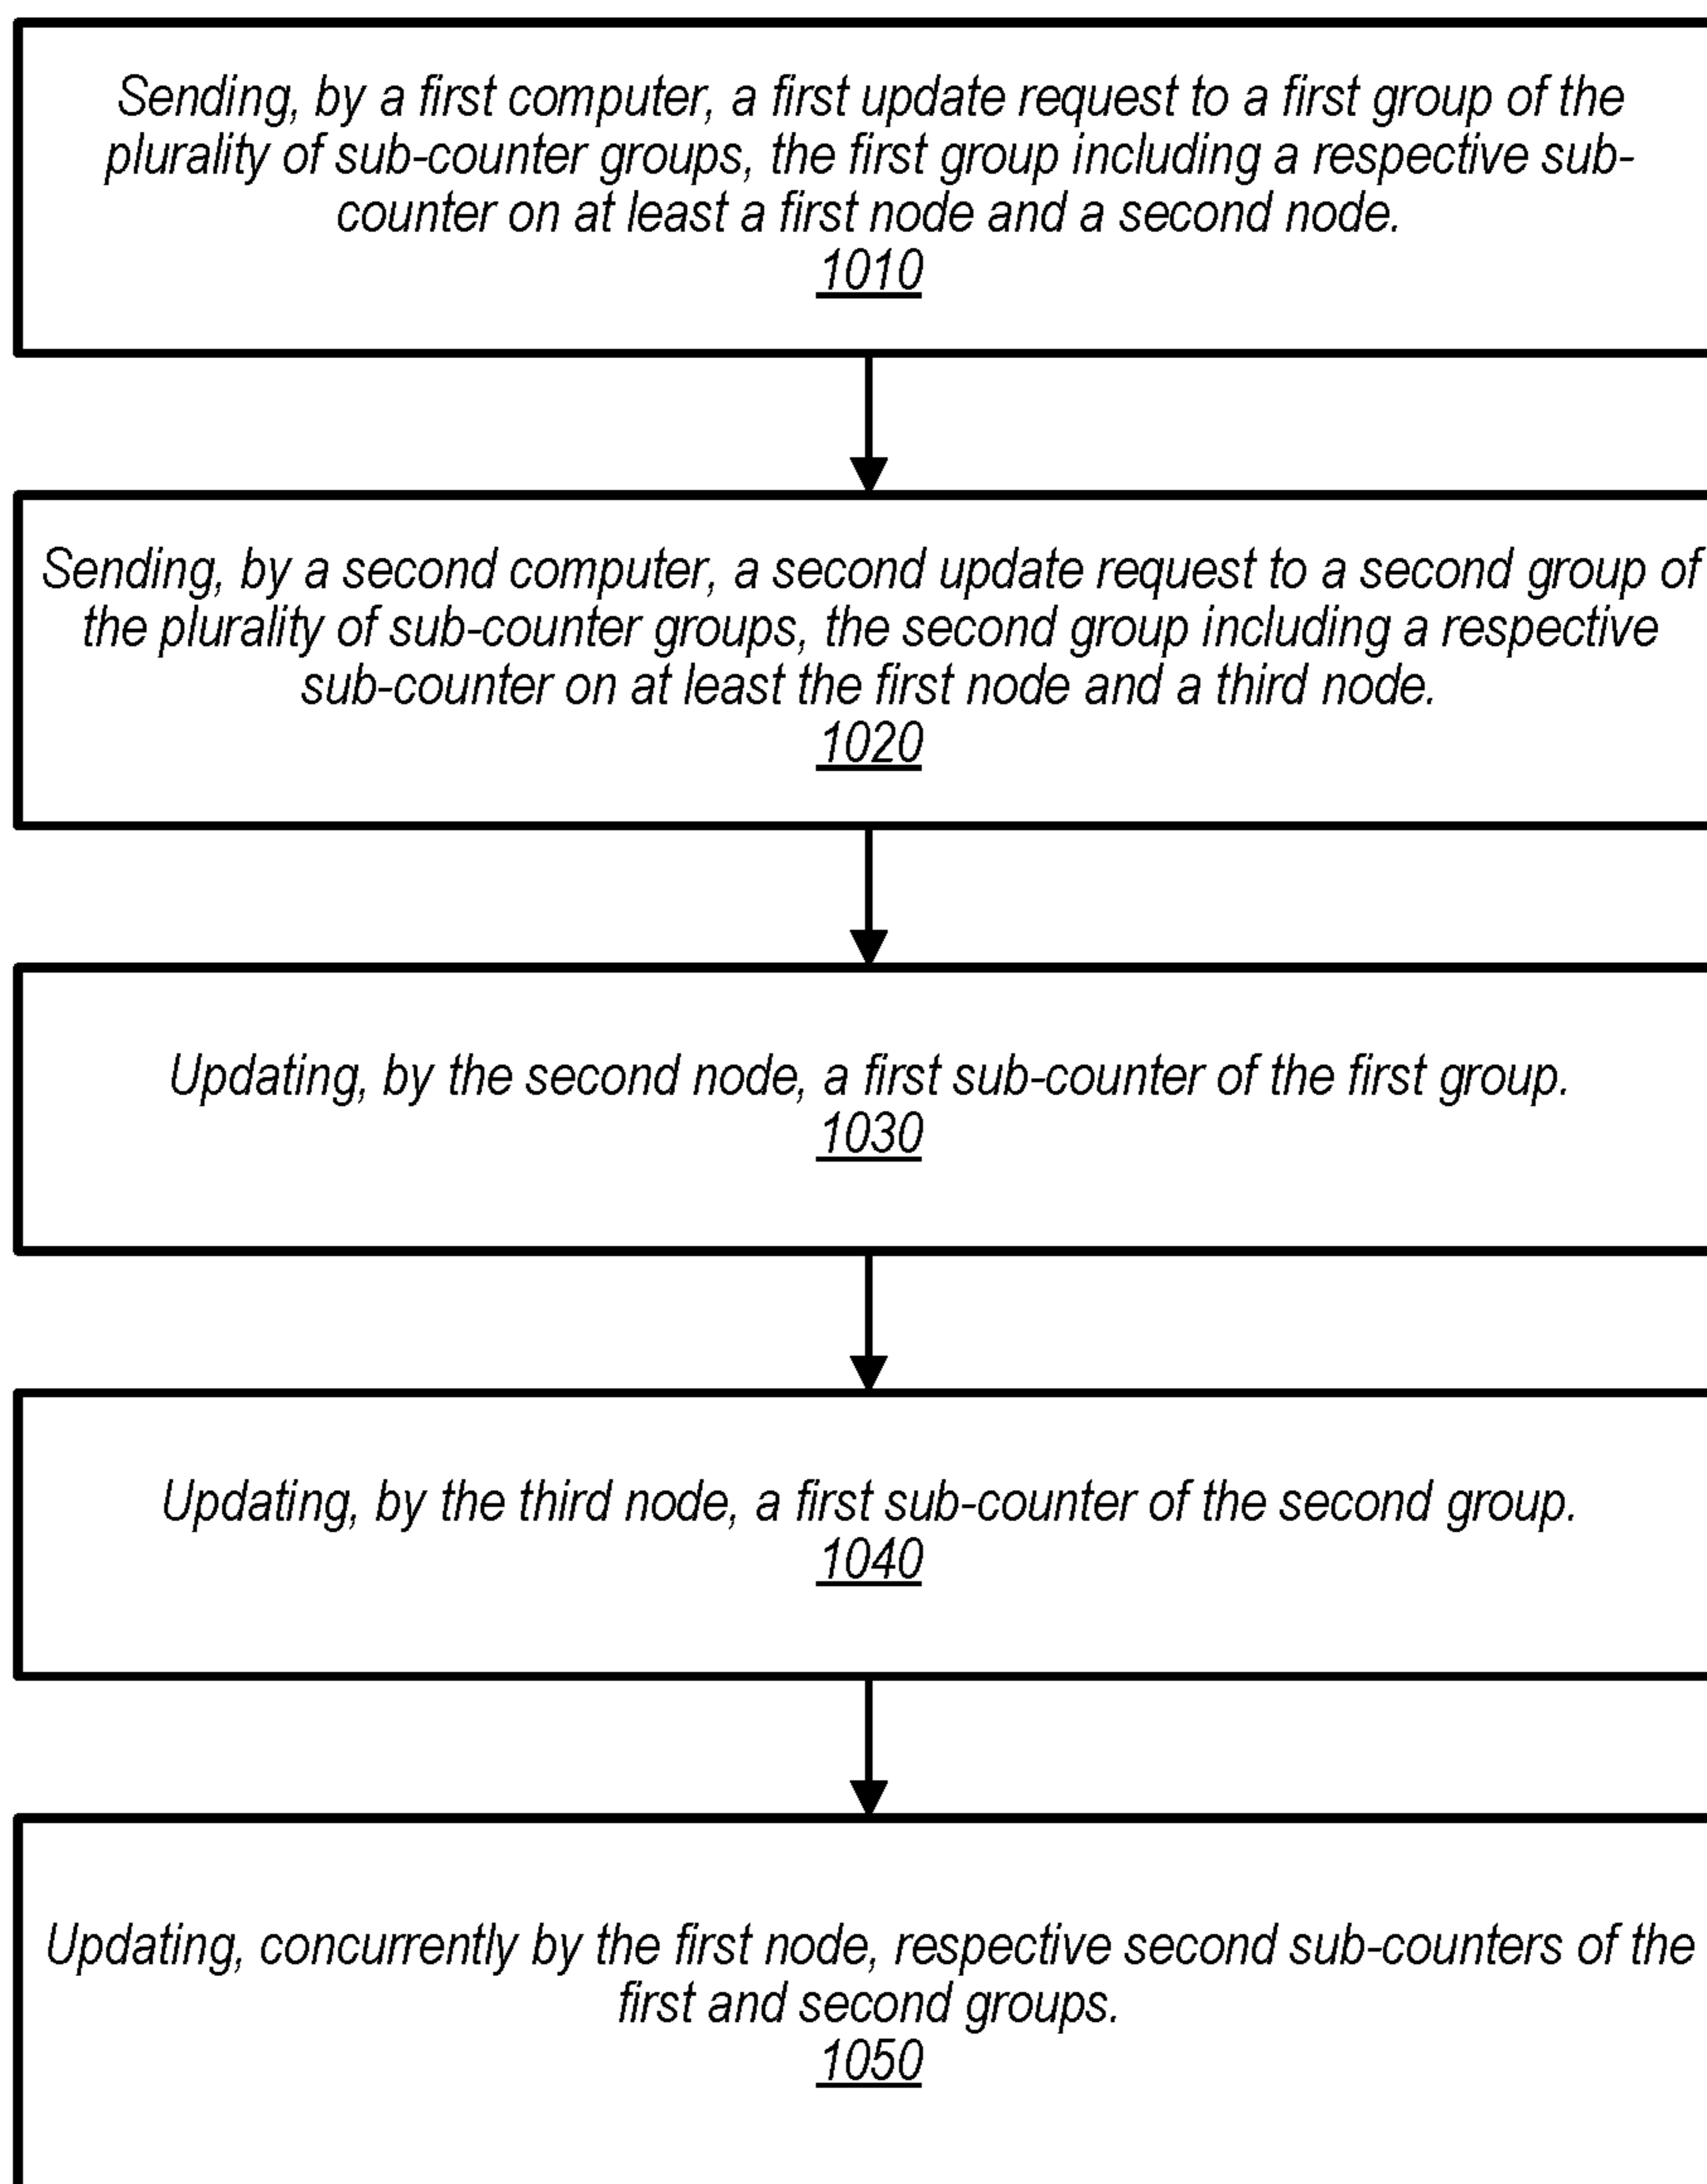 Sending, by a first computer, a first update request to a first group of the
plurality of sub-counter groups, the first group including a respective sub-
counter on at least a first node and a second node.
1010
Sending, by a second computer, a second update request to a second group of
the plurality of sub-counter groups, the second group including a respective
sub-counter on at least the first node and a third node.
1020
Updating, by the second node, a first sub-counter of the first group.
1030
Updating, by the third node, a first sub-counter of the second group.
1040
Updating, concurrently by the first node, respective second sub-counters of the
first and second groups.
1050